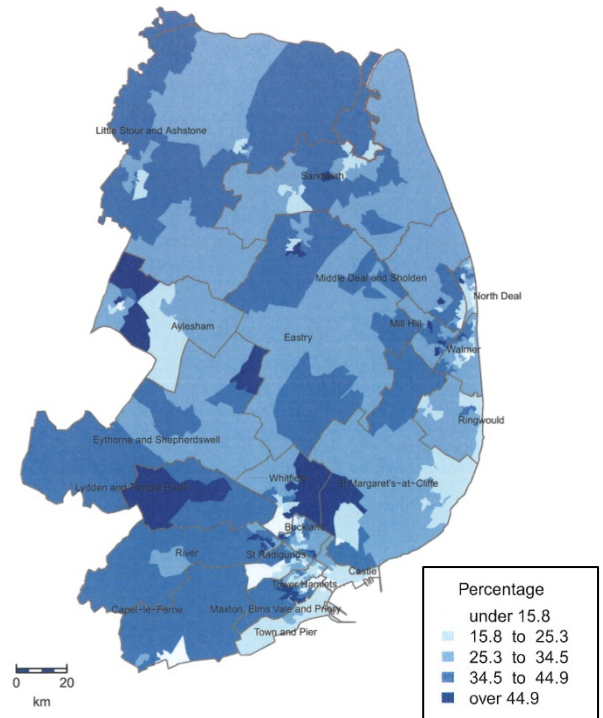 Little Stour and Ashstone
Sandwich
Middle Deal and Sholden
North Deal
Aylesham
Mill Hill
Eastry
Walmer
Ringwould
Eythorne and Shepherdswell
Whitfield
St Margaret's-at-Cliffe
Lydden and Temple Ewell
Buckland
River
St Radigunds
Castle
Tower Hamlets
Capel-le-Ferne
Maxton, Elms Vale and Priory
Town and Pier
0 20
km
Percentage
under 15.8
15.8 to 25.3
25.3 to 34.5
34.5 to 44.9
over 44.9